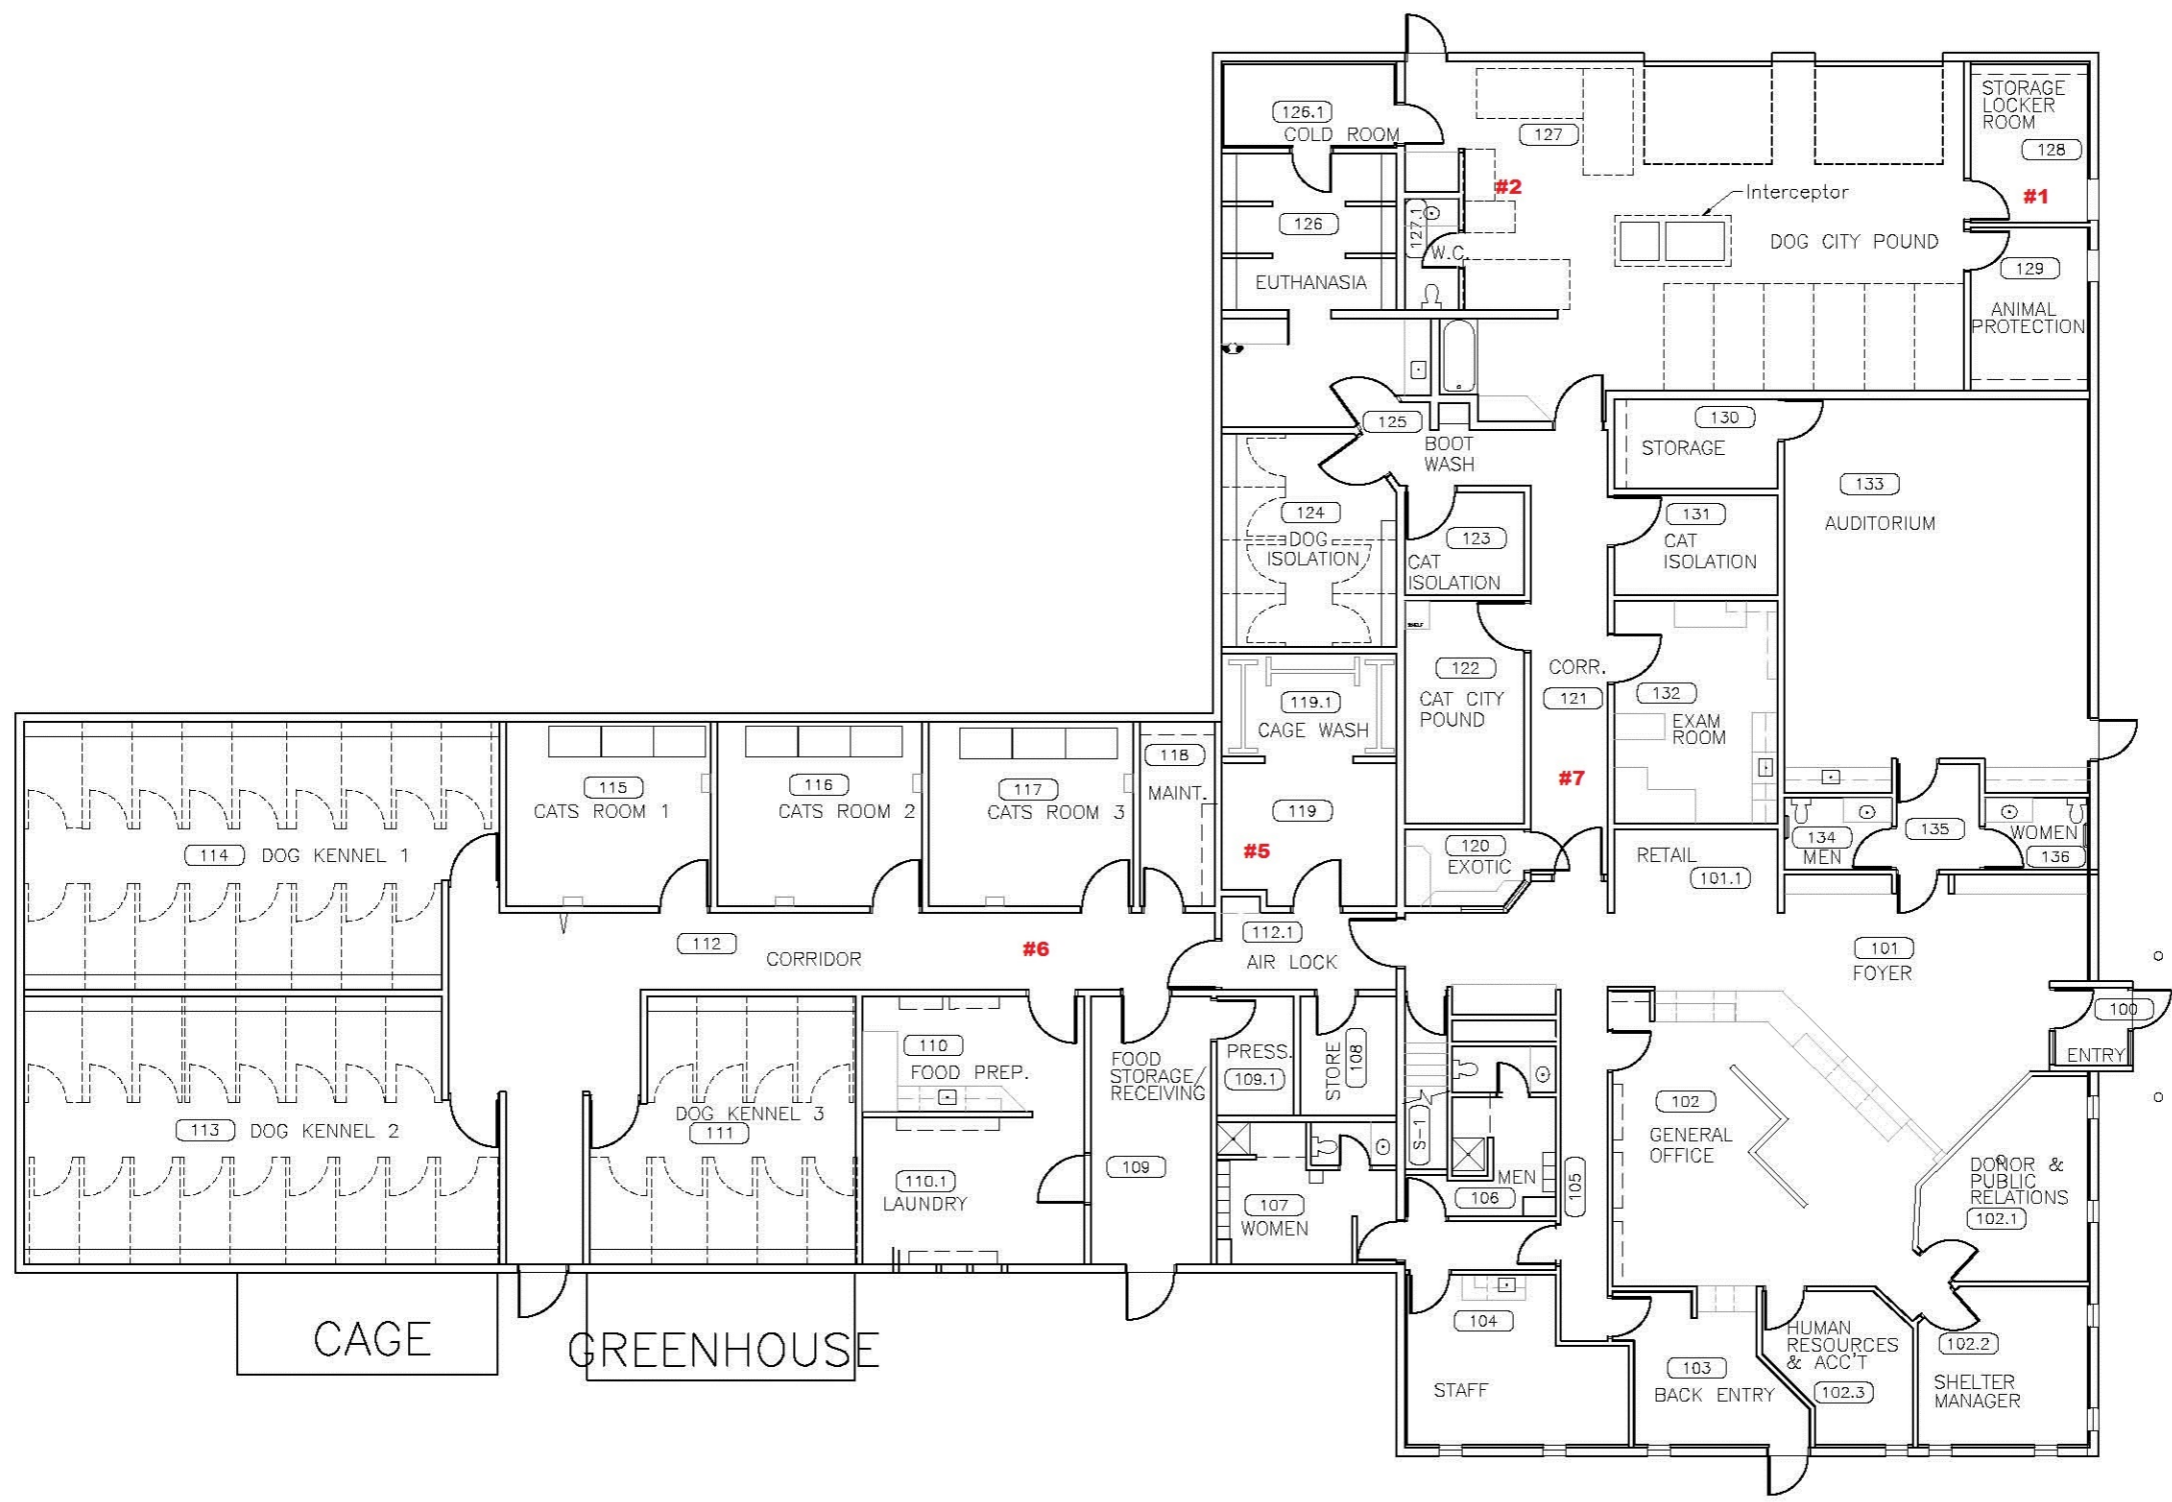 126.1
COLD ROOM
127
STORAGE
LOCKER
ROOM
128
#1
#2
Interceptor
126
127.1
W.C.
DOG CITY POUND
129
EUTHANASIA
ANIMAL
PROTECTION
125
BOOT
WASH
130
STORAGE
133
AUDITORIUM
124
DOG
ISOLATION
123
CAT
ISOLATION
131
CAT
ISOLATION
122
CAT CITY
POUND
CORR.
121
132
EXAM
ROOM
119.1
CAGE WASH
#7
118
MAINT.
115
CATS ROOM 1
116
CATS ROOM 2
117
CATS ROOM 3
119
#5
120
EXOTIC
RETAIL
101.1
134
MEN
135
WOMEN
136
114 DOG KENNEL 1
112
CORRIDOR
#6
112.1
AIR LOCK
101
FOYER
100
ENTRY
110
FOOD PREP.
FOOD
STORAGE/
RECEIVING
PRESS.
109.1
STORE
108
DOG KENNEL 3
111
113 DOG KENNEL 2
102
GENERAL
OFFICE
S-1
109
110.1
LAUNDRY
107
WOMEN
MEN
106
105
DONOR &
PUBLIC
RELATIONS
102.1
CAGE
GREENHOUSE
104
STAFF
103
BACK ENTRY
HUMAN
RESOURCES
& ACC'T
102.3
102.2
SHELTER
MANAGER